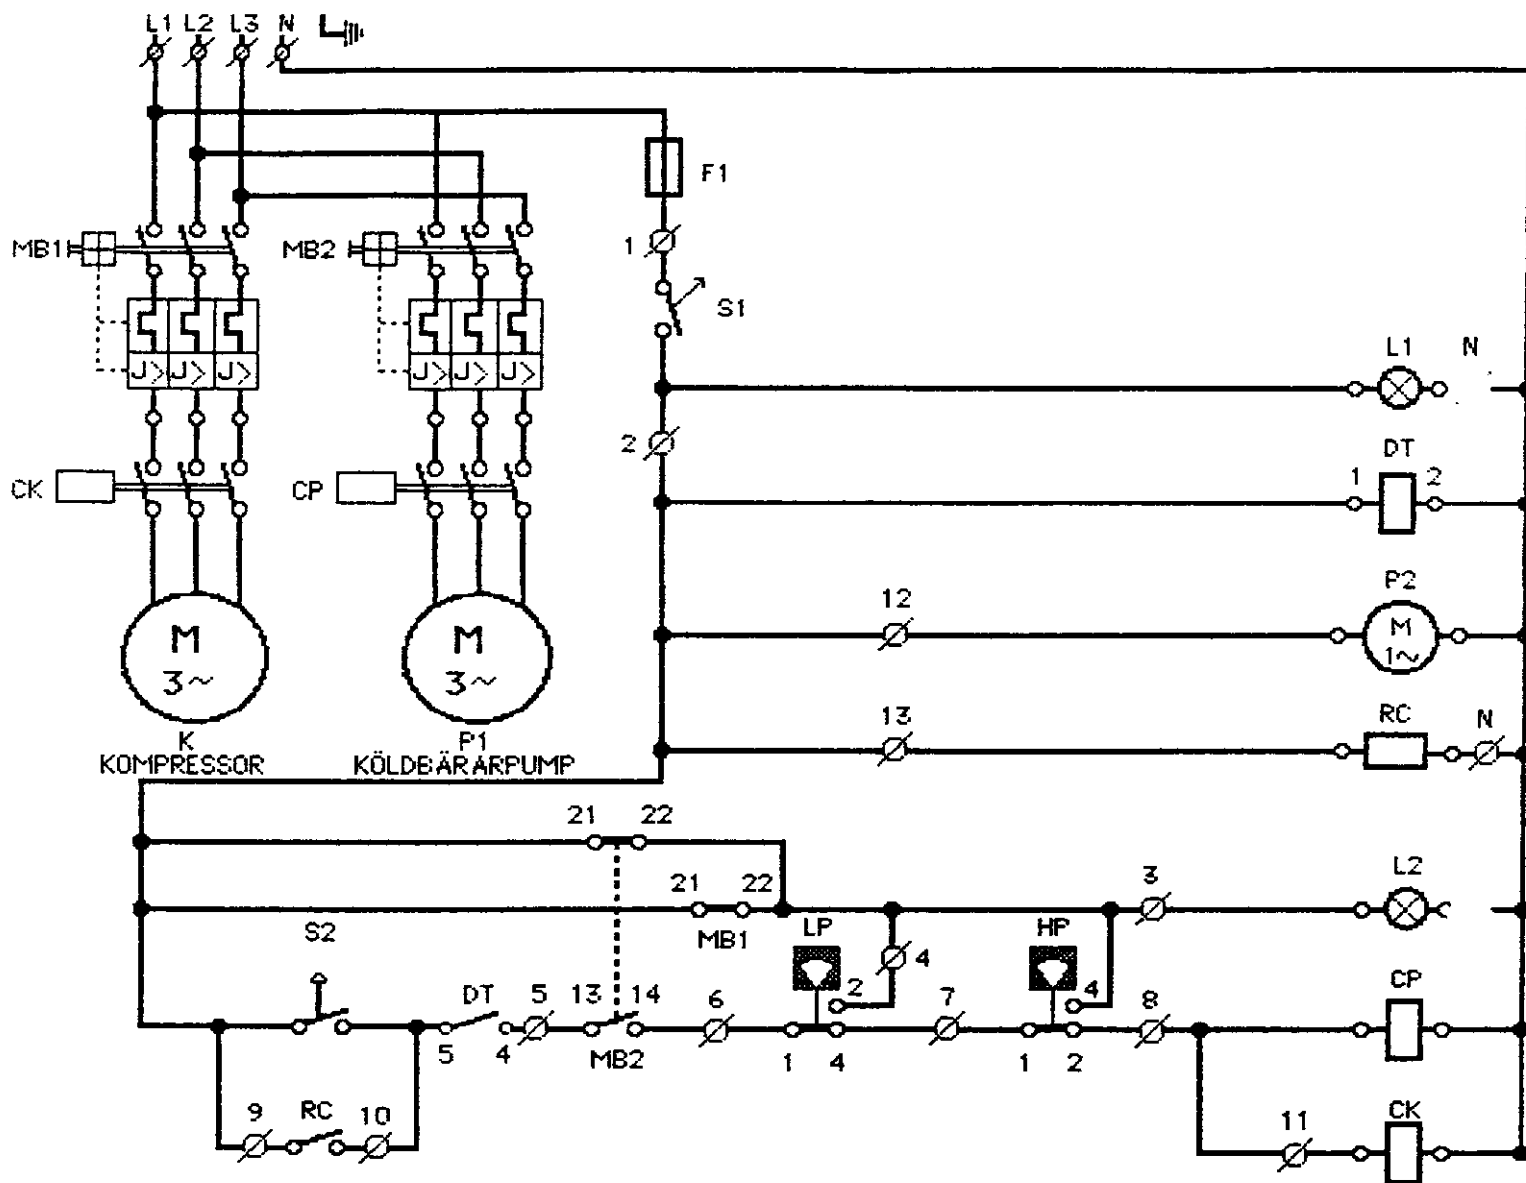 L1 L2 L3 N
F1
MB1 MB2 1
S1
J> J> J> J> J> J>
L1 N
2
DT
CK CP 1 2
P2
12
M 3~ M 3~ M 1~
13 RC N
K P1
KOMPRESSOR KÖLDBÄRARPUMP
21 22
21 22 3 L2
S2 MB1 LP HP
4
DT 5 13 14 6 2 7 4 8 CP
5 4 MB2 1 4 1 2
9 RC 10 11 CK